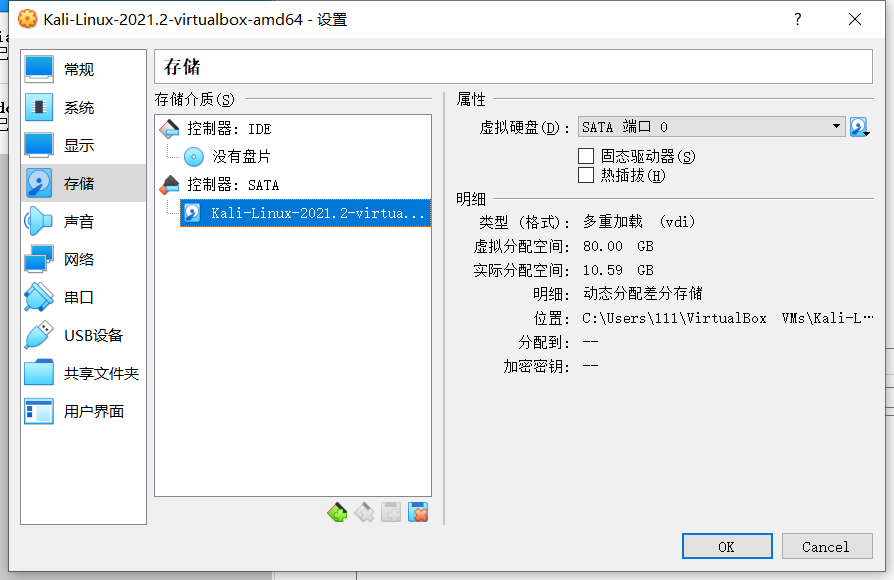 Kali-Linux-2021.2-virtualbox-amd64 - 设置
?
常规
系统
显示
存储
声音
网络
串口
USB设备
共享文件夹
用户界面
存储
存储介质(S)
控制器: IDE
没有盘片
控制器: SATA
Kali-Linux-2021.2-virtua...
属性
虚拟硬盘(D): SATA 端口 0
固态驱动器(S)
热插拔(H)
明细
类型 (格式): 多重加载 (vdi)
虚拟分配空间: 80.00 GB
实际分配空间: 10.59 GB
明细: 动态分配差分存储
位置: C:\Users\111\VirtualBox VMs\Kali-L…
分配到: --
加密密钥: --
OK
Cancel